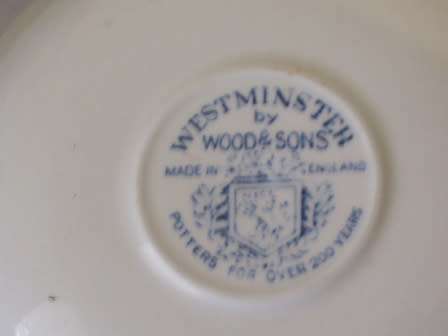 WESTMINSTER
by
WOOD & SONS
MADE IN ENGLAND
POTTERS FOR OVER 200 YEARS